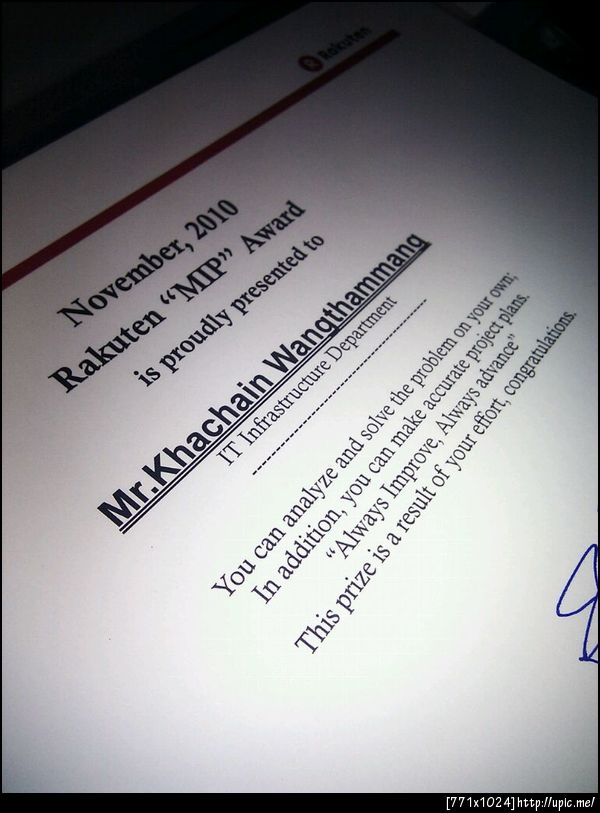 Rakuten
November, 2010
Rakuten “MIP” Award
is proudly presented to
Mr.Khachain Wangthammang
IT Infrastructure Department
You can analyze and solve the problem on your own;
In addition, you can make accurate project plans.
“Always Improve, Always advance”
This prize is a result of your effort, congratulations.
[771x1024]http://upic.me/